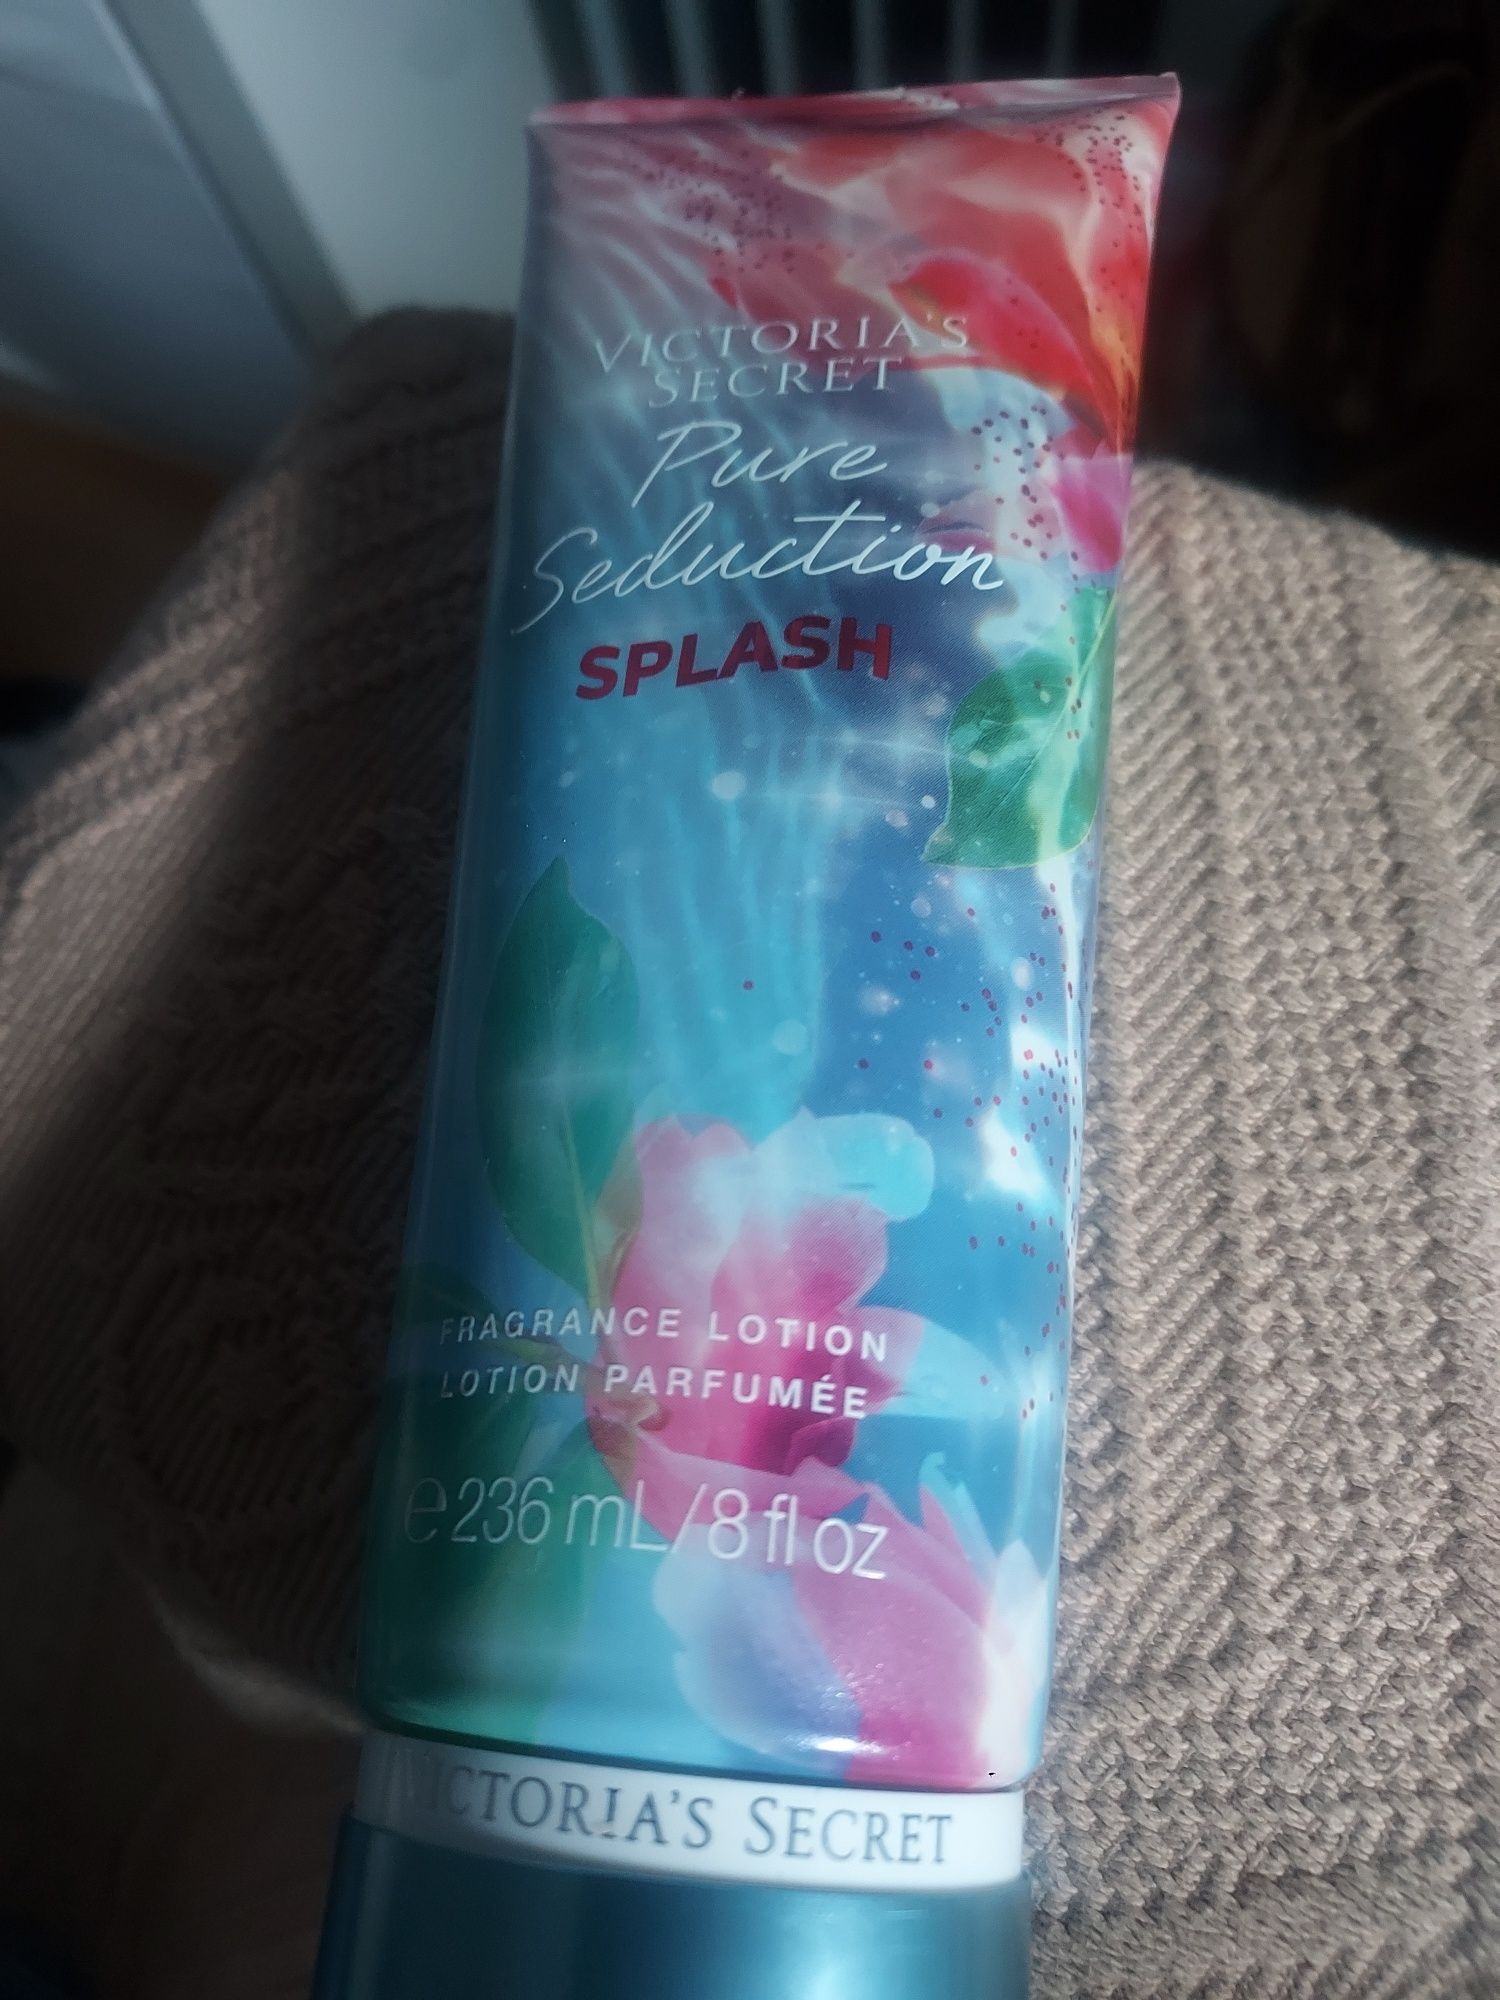 VICTORIA'S
SECRET
Pure
Seduction
SPLASH
FRAGRANCE LOTION
LOTION PARFUMÉE
e 236 mL/8 fl oz
VICTORIA'S SECRET